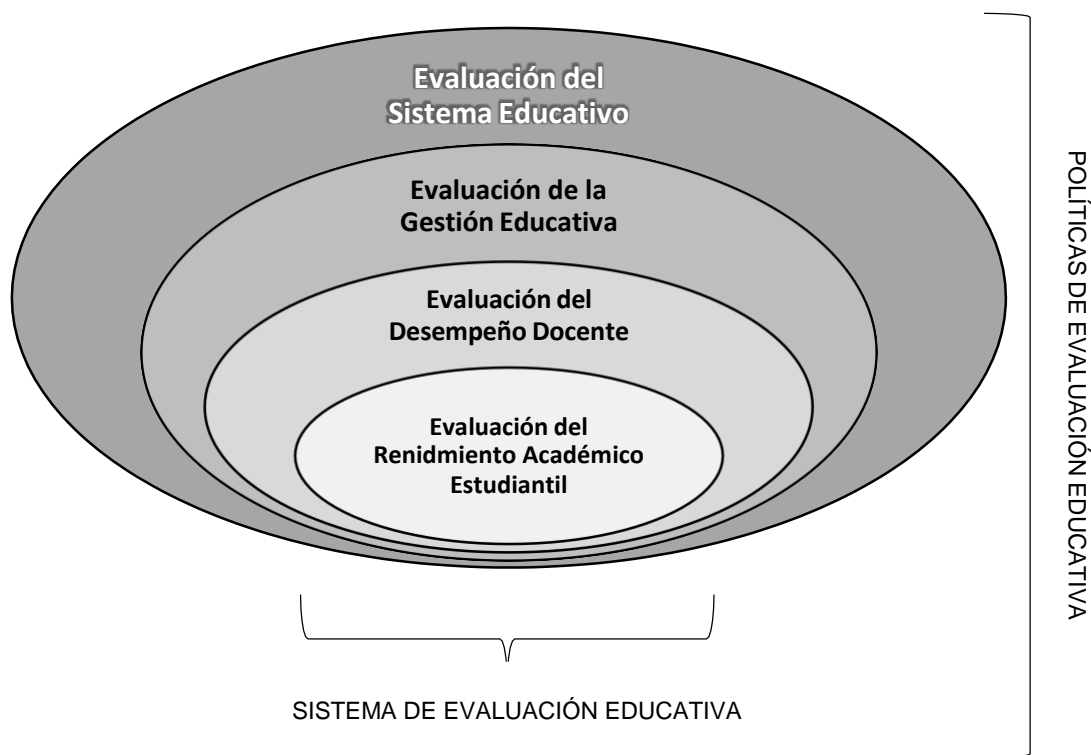 Evaluación del
Sistema Educativo
Evaluación de la
Gestión Educativa
Evaluación del
Desempeño Docente
Evaluación del
Renidmiento Académico
Estudiantil
SISTEMA DE EVALUACIÓN EDUCATIVA
POLÍTICAS DE EVALUACIÓN EDUCATIVA